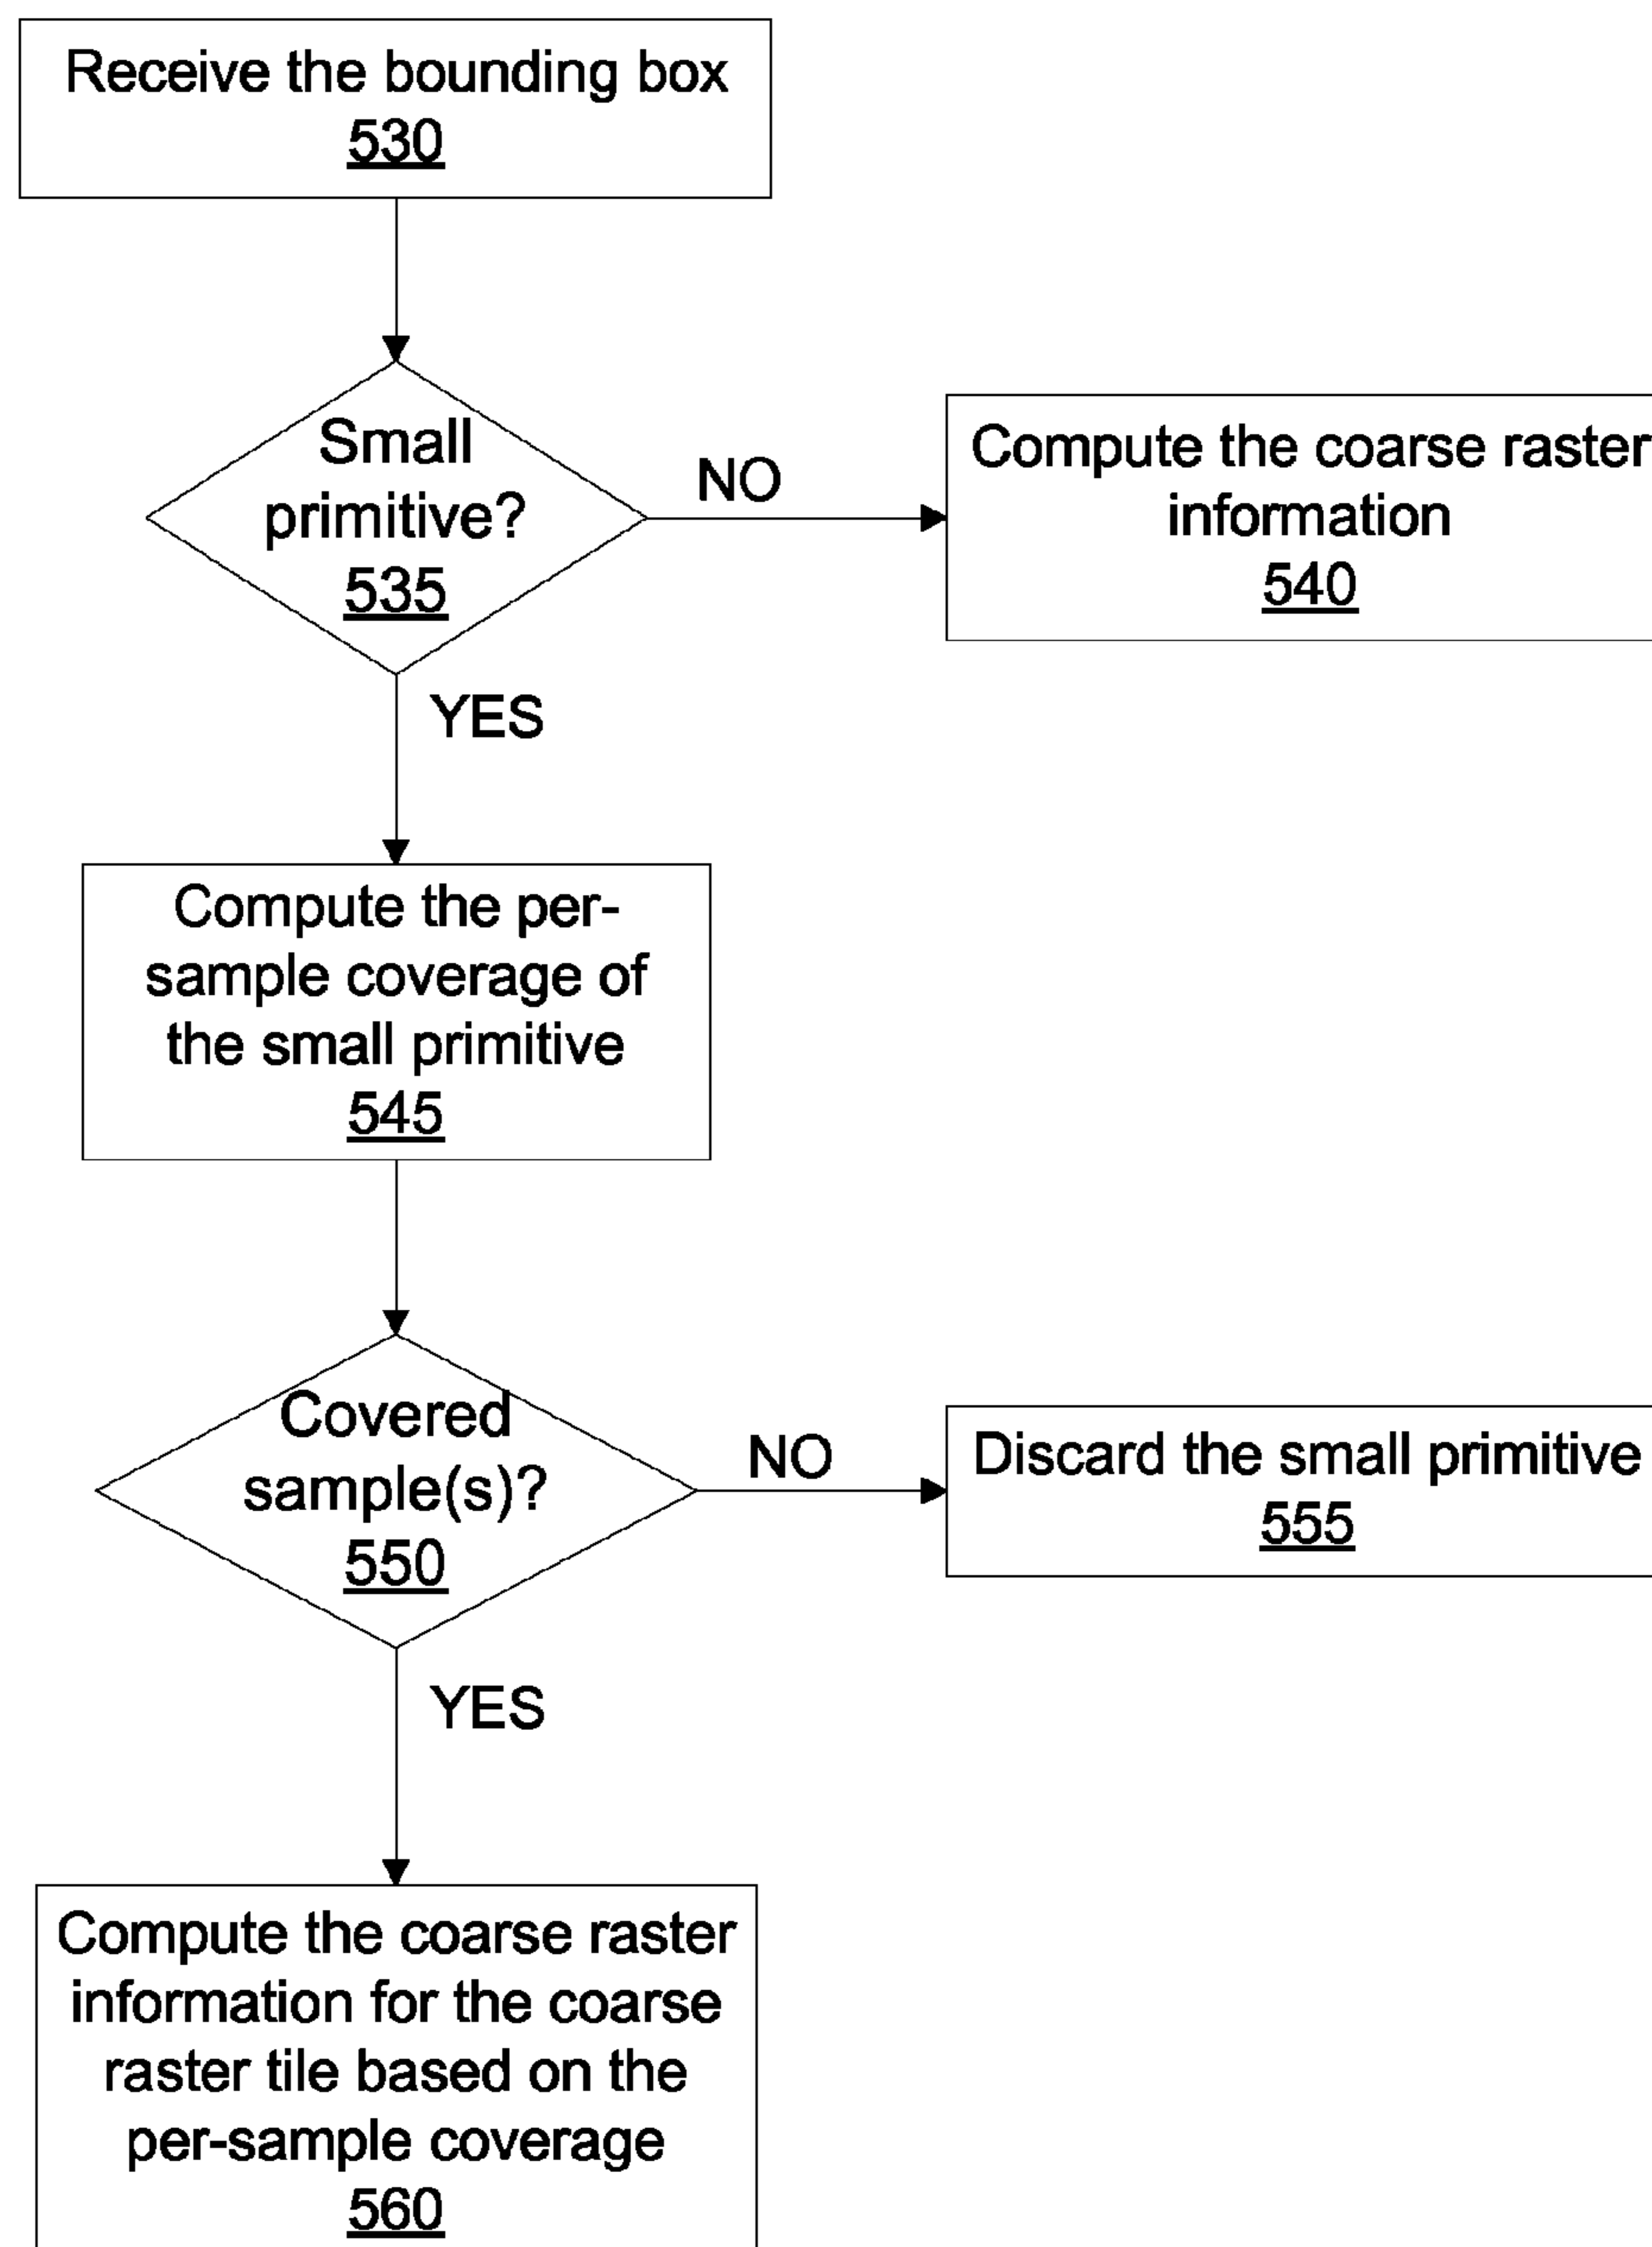 Receive the bounding box
530
Small
primitive?
535
NO
Compute the coarse raster
information
540
YES
Compute the per-
sample coverage of
the small primitive
545
Covered
sample(s)?
550
NO
Discard the small primitive
555
YES
Compute the coarse raster
information for the coarse
raster tile based on the
per-sample coverage
560